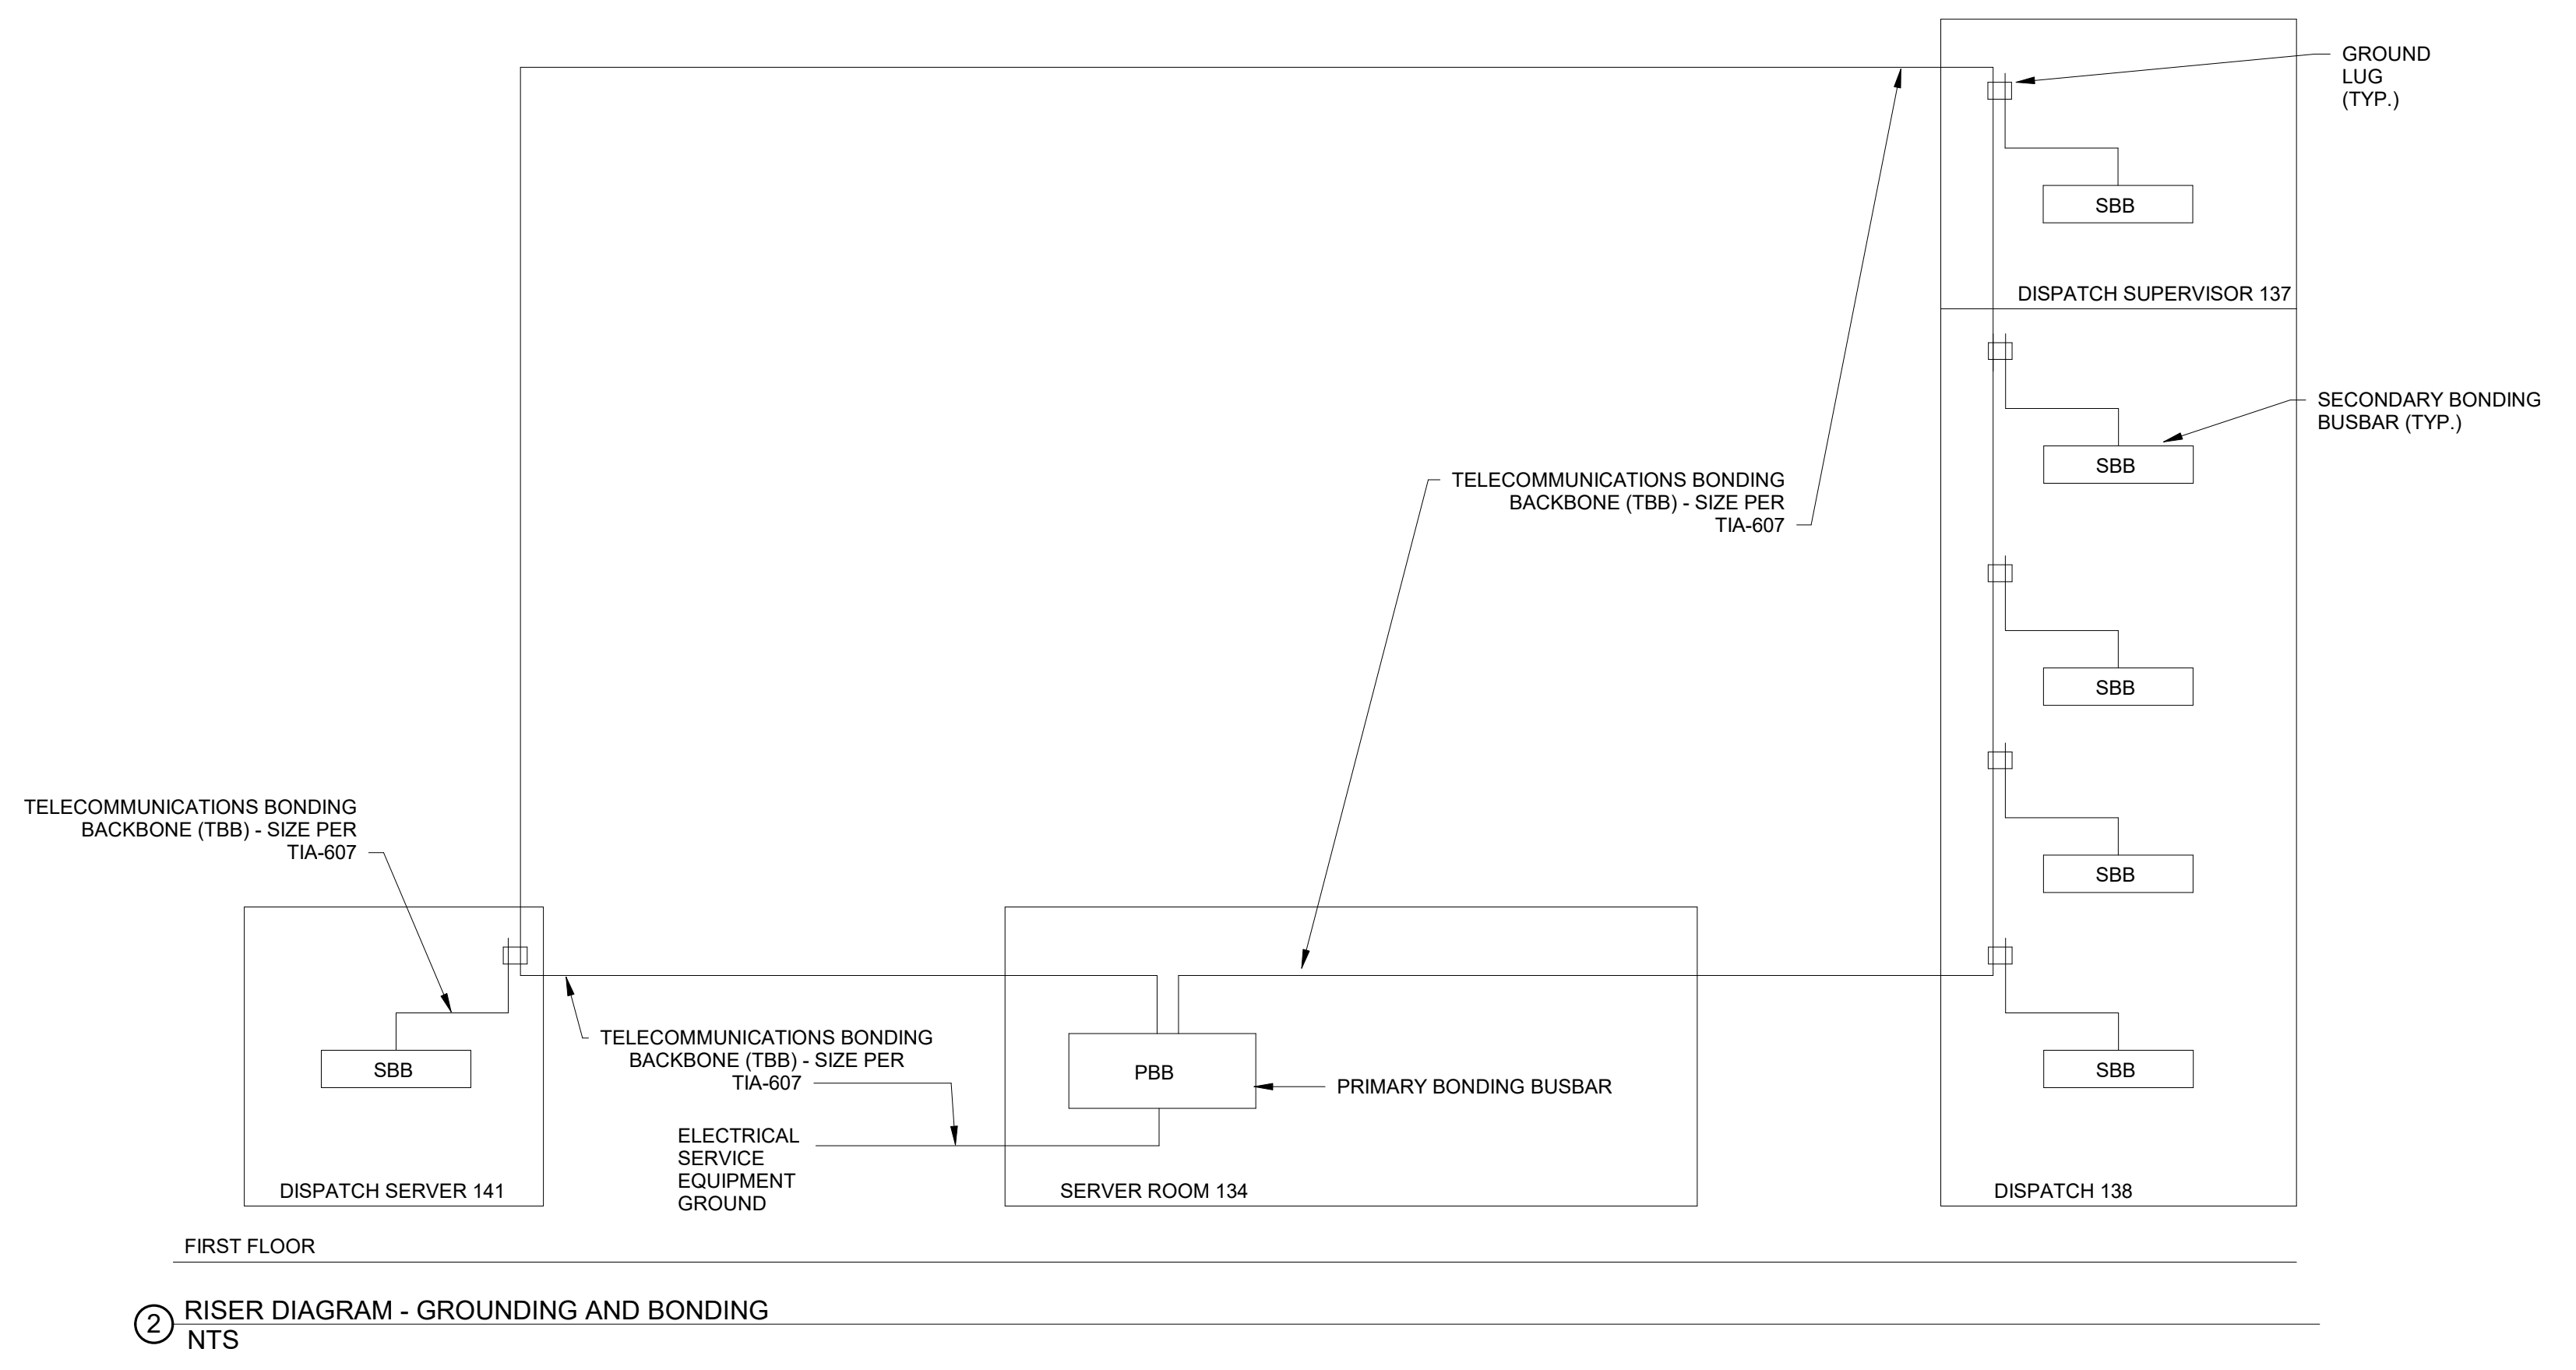 GROUND
LUG
(TYP.)
SBB
DISPATCH SUPERVISOR 137
SECONDARY BONDING
BUSBAR (TYP.)
SBB
TELECOMMUNICATIONS BONDING
BACKBONE (TBB) - SIZE PER
TIA-607
SBB
TELECOMMUNICATIONS BONDING
BACKBONE (TBB) - SIZE PER
TIA-607
SBB
TELECOMMUNICATIONS BONDING
BACKBONE (TBB) - SIZE PER
TIA-607
SBB
PBB
PRIMARY BONDING BUSBAR
SBB
ELECTRICAL
SERVICE
EQUIPMENT
GROUND
DISPATCH SERVER 141
SERVER ROOM 134
DISPATCH 138
FIRST FLOOR
2
RISER DIAGRAM - GROUNDING AND BONDING
NTS